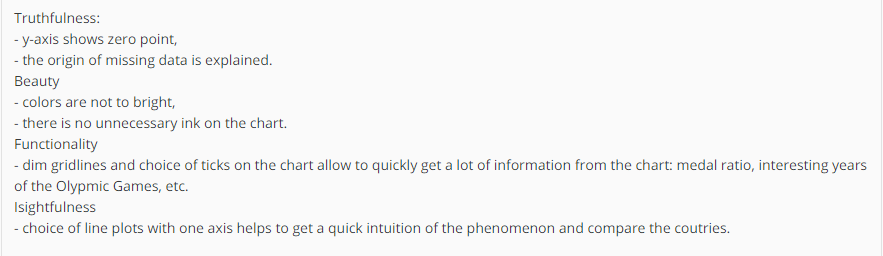 Truthfulness:
- y-axis shows zero point,
- the origin of missing data is explained.
Beauty
- colors are not to bright,
- there is no unnecessary ink on the chart.
Functionality
- dim gridlines and choice of ticks on the chart allow to quickly get a lot of information from the chart: medal ratio, interesting years
of the Olypmic Games, etc.
Isightfulness
- choice of line plots with one axis helps to get a quick intuition of the phenomenon and compare the coutries.